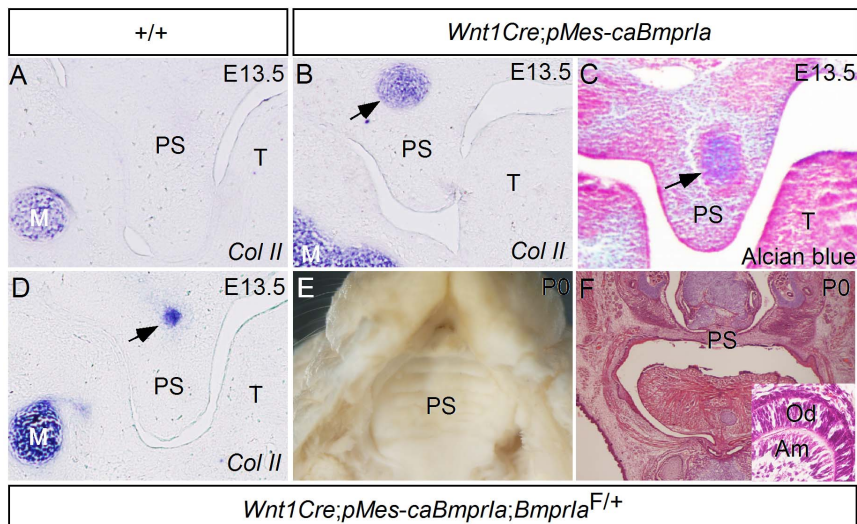 +/+
Wnt1Cre;pMes-caBmprIa
A
E13.5
PS
T
M
Col II
B
E13.5
PS
T
M
Col II
C
E13.5
PS
T
Alcian blue
D
E13.5
PS
T
M
Col II
E
P0
PS
F
P0
PS
Od
Am
Wnt1Cre;pMes-caBmprIa;BmprIaF/+